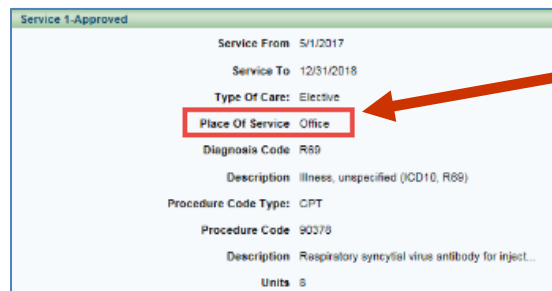 Service 1-Approved
Service From 5/1/2017
Service To 12/31/2018
Type Of Care: Elective
Place Of Service Office
Diagnosis Code R69
Description Illness, unspecified (ICD10, R69)
Procedure Code Type: CPT
Procedure Code 90378
Description Respiratory syncytial virus antibody for inject...
Units 8